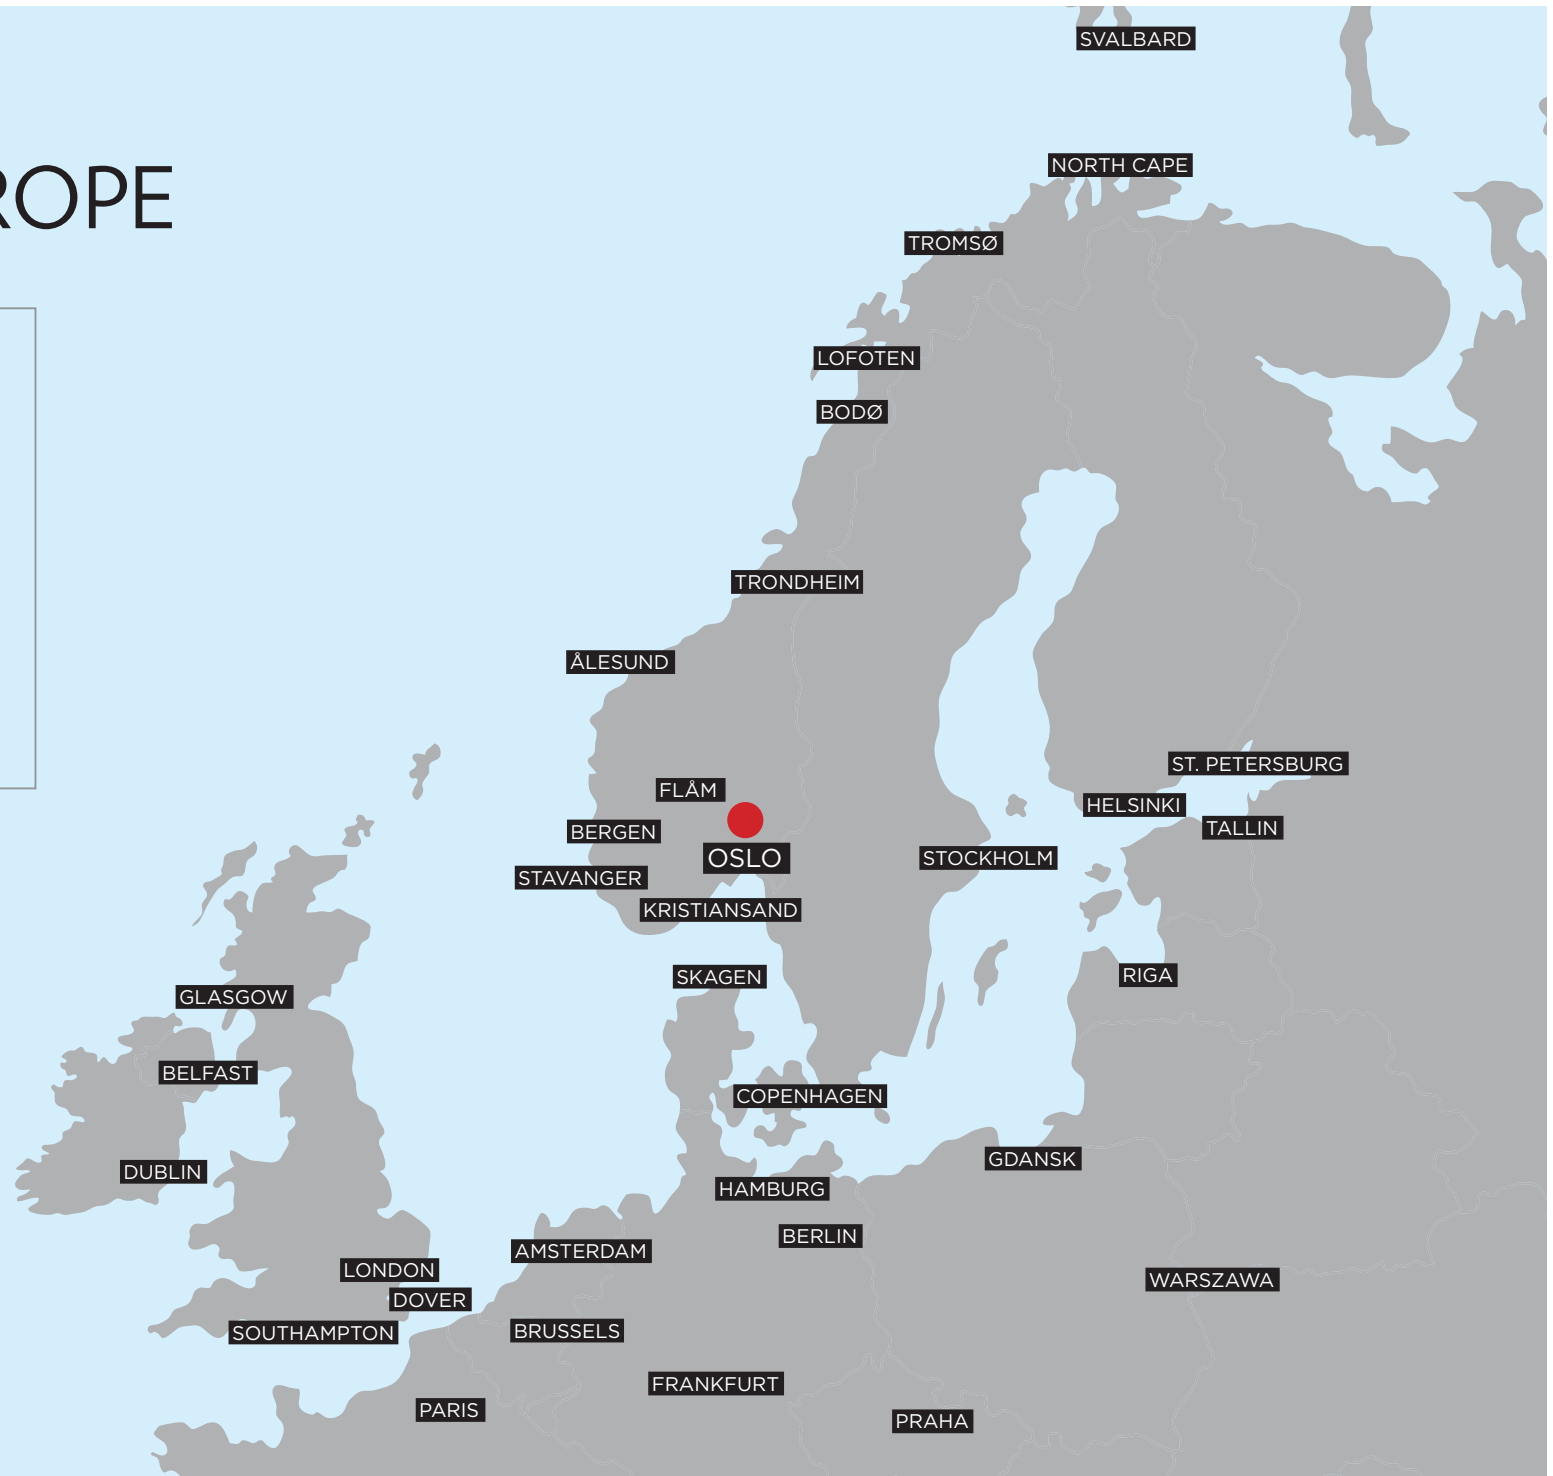 SVALBARD
NORTH CAPE
ROPE
TROMSØ
LOFOTEN
BODØ
TRONDHEIM
ÅLESUND
ST. PETERSBURG
FLÅM
HELSINKI
TALLIN
BERGEN
OSLO
STOCKHOLM
STAVANGER
KRISTIANSAND
RIGA
SKAGEN
GLASGOW
BELFAST
COPENHAGEN
GDANSK
DUBLIN
HAMBURG
BERLIN
AMSTERDAM
LONDON
WARSZAWA
DOVER
BRUSSELS
SOUTHAMPTON
FRANKFURT
PARIS
PRAHA